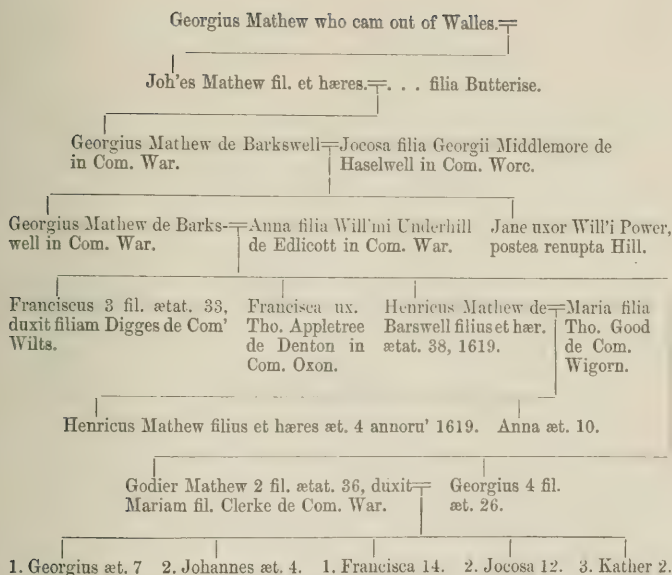 Georgius Mathew who cam out of Walles.
Joh'es Mathew fil. et hæres. . . . filia Butterise.
Georgius Mathew de Barkswell
in Com. War.
Jocosa filia Georgii Middlemore de
Haselwell in Com. Worc.
Georgius Mathew de Barks-
well in Com. War.
Anna filia Will'mi Underhill
de Edlicott in Com. War.
Jane uxor Will'i Power,
postea renupta Hill.
Franciscus 3 fil. ætat. 33,
duxit filiam Digges de Com'
Wilts.
Francisca ux.
Tho. Appletree
de Denton in
Com. Oxon.
Henricus Mathew de
Barswell filius et hær.
ætat. 38, 1619.
Maria filia
Tho. Good
de Com.
Wigorn.
Henricus Mathew filius et hæres æt. 4 annoru' 1619. Anna æt. 10.
Godier Mathew 2 fil. ætat. 36, duxit
Mariam fil. Clerke de Com. War.
Georgius 4 fil.
æt. 26.
1. Georgius æt. 7 2. Johannes æt. 4. 1. Francisca 14. 2. Jocosa 12. 3. Kather 2.